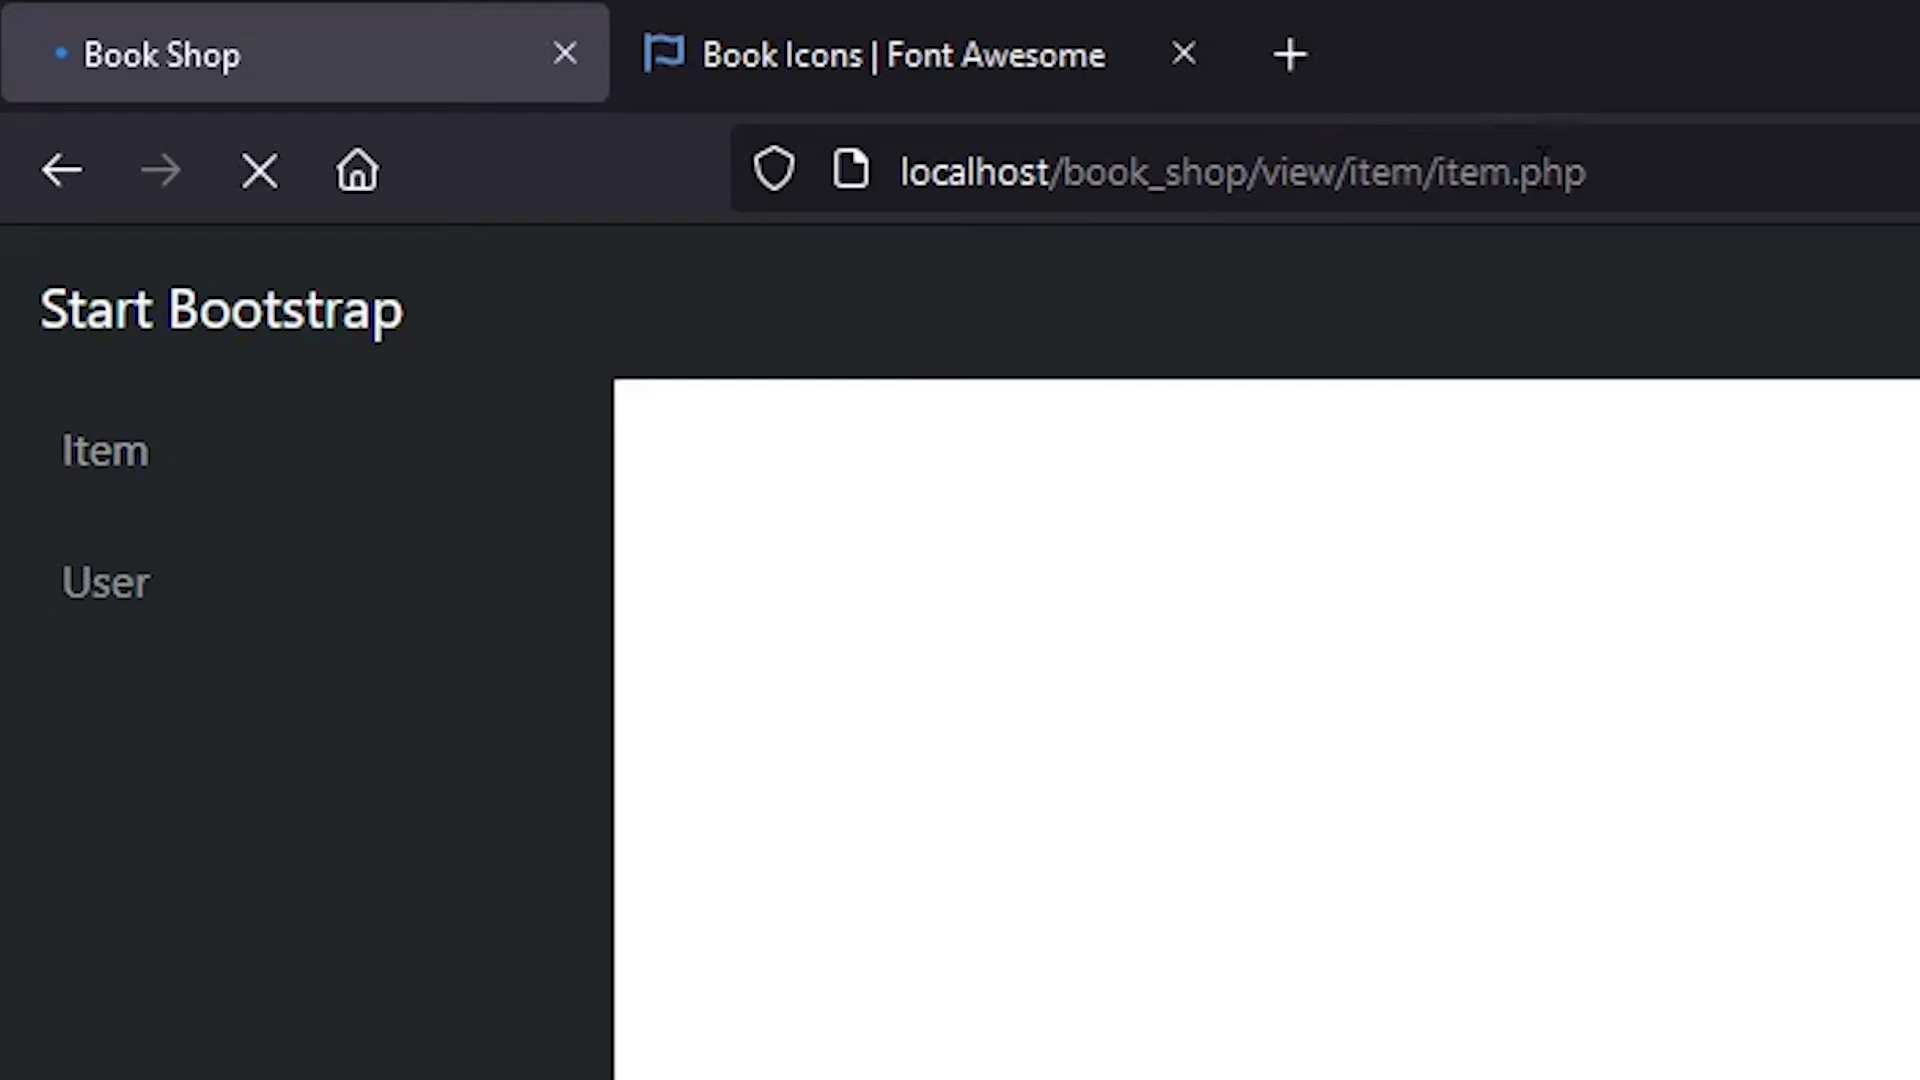 Book Shop
Book Icons | Font Awesome
localhost/book_shop/view/item/item.php
Start Bootstrap
Item
User